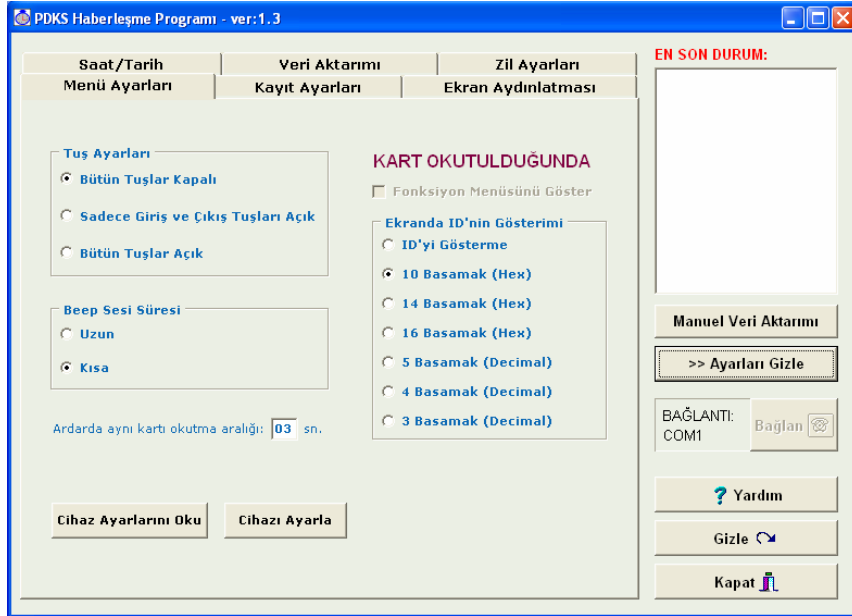 PDKS Haberleşme Programı - ver:1.3
Saat/Tarih
Veri Aktarımı
Zil Ayarları
Menü Ayarları
Kayıt Ayarları
Ekran Aydınlatması
Tuş Ayarları
Bütün Tuşlar Kapalı
Sadece Giriş ve Çıkış Tuşları Açık
Bütün Tuşlar Açık
Beep Sesi Süresi
Uzun
Kısa
Ardarda aynı kartı okutma aralığı: 03 sn.
Cihaz Ayarlarını Oku
Cihazı Ayarla
KART OKUTULDUĞUNDA
Fonksiyon Menüsünü Göster
Ekranda ID'nin Gösterimi
ID'yi Gösterme
10 Basamak (Hex)
14 Basamak (Hex)
16 Basamak (Hex)
5 Basamak (Decimal)
4 Basamak (Decimal)
3 Basamak (Decimal)
EN SON DURUM:
Manuel Veri Aktarımı
>> Ayarları Gizle
BAĞLANTI:
COM1
Bağlan
? Yardım
Gizle
Kapat